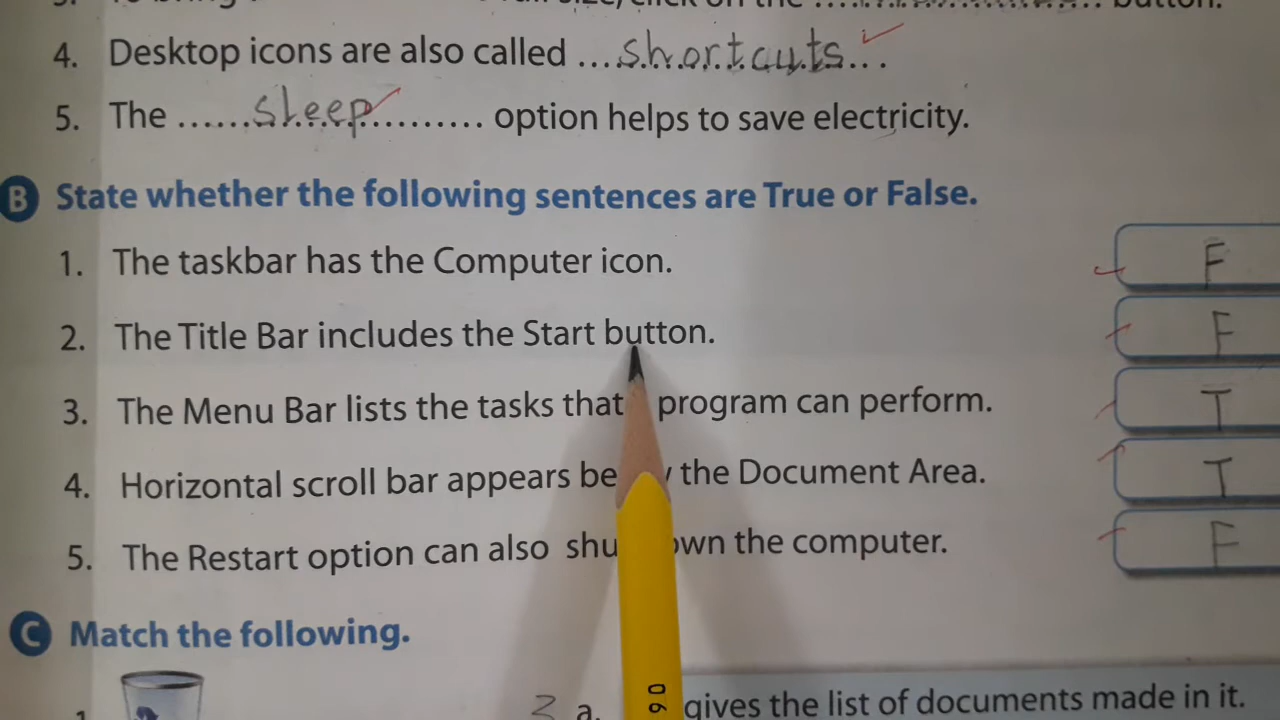 button.
4. Desktop icons are also called ....shortcuts...
5. The ......sleep.......... option helps to save electricity.
B State whether the following sentences are True or False.
1. The taskbar has the Computer icon. F
2. The Title Bar includes the Start button. F
3. The Menu Bar lists the tasks that program can perform. T
4. Horizontal scroll bar appears the Document Area. T
5. The Restart option can also the computer. F
C Match the following.
1.
3 a. gives the list of documents made in it.
90